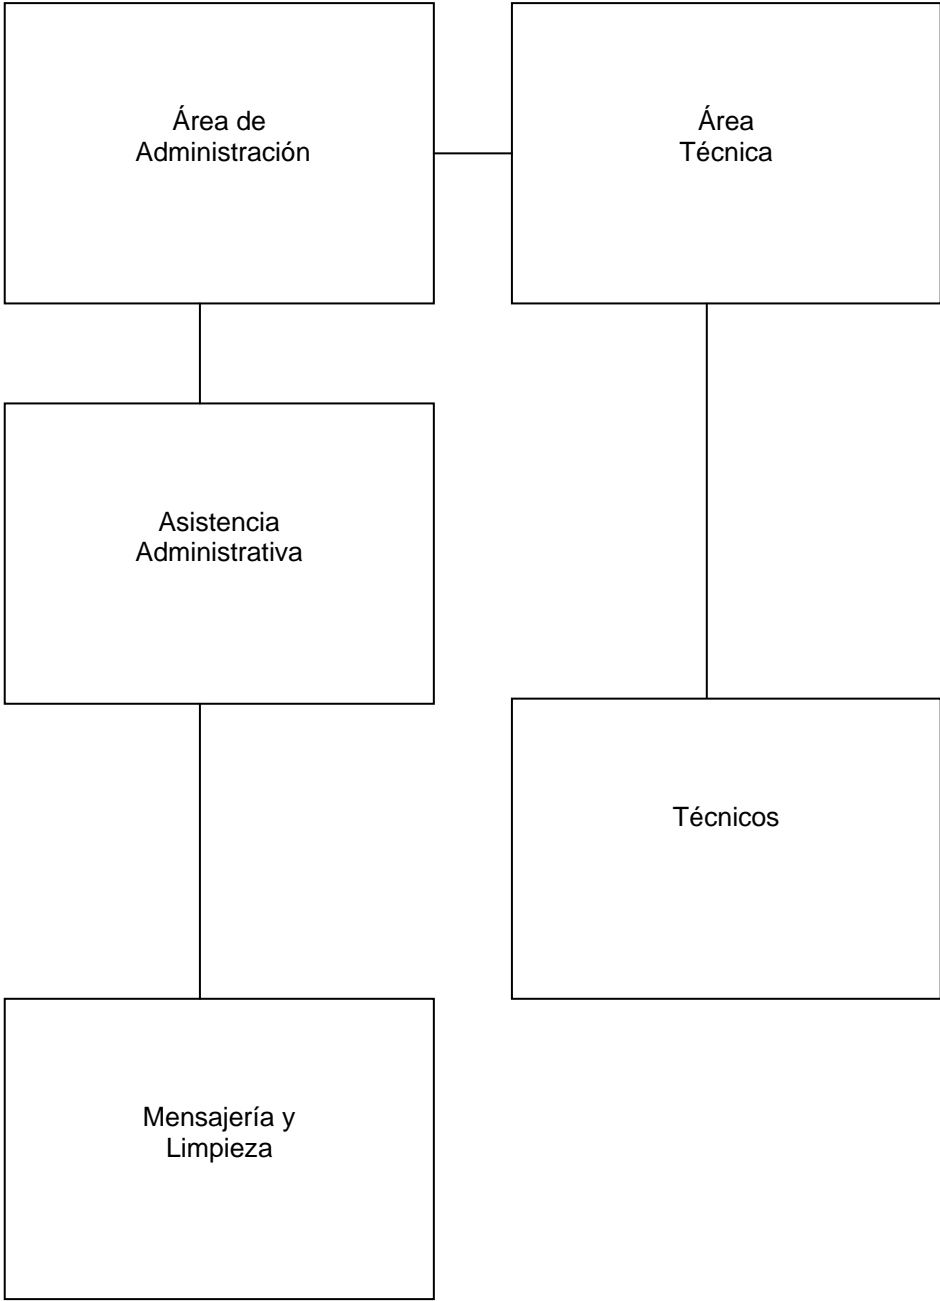 Área de
Administración
Área
Técnica
Asistencia
Administrativa
Técnicos
Mensajería y
Limpieza